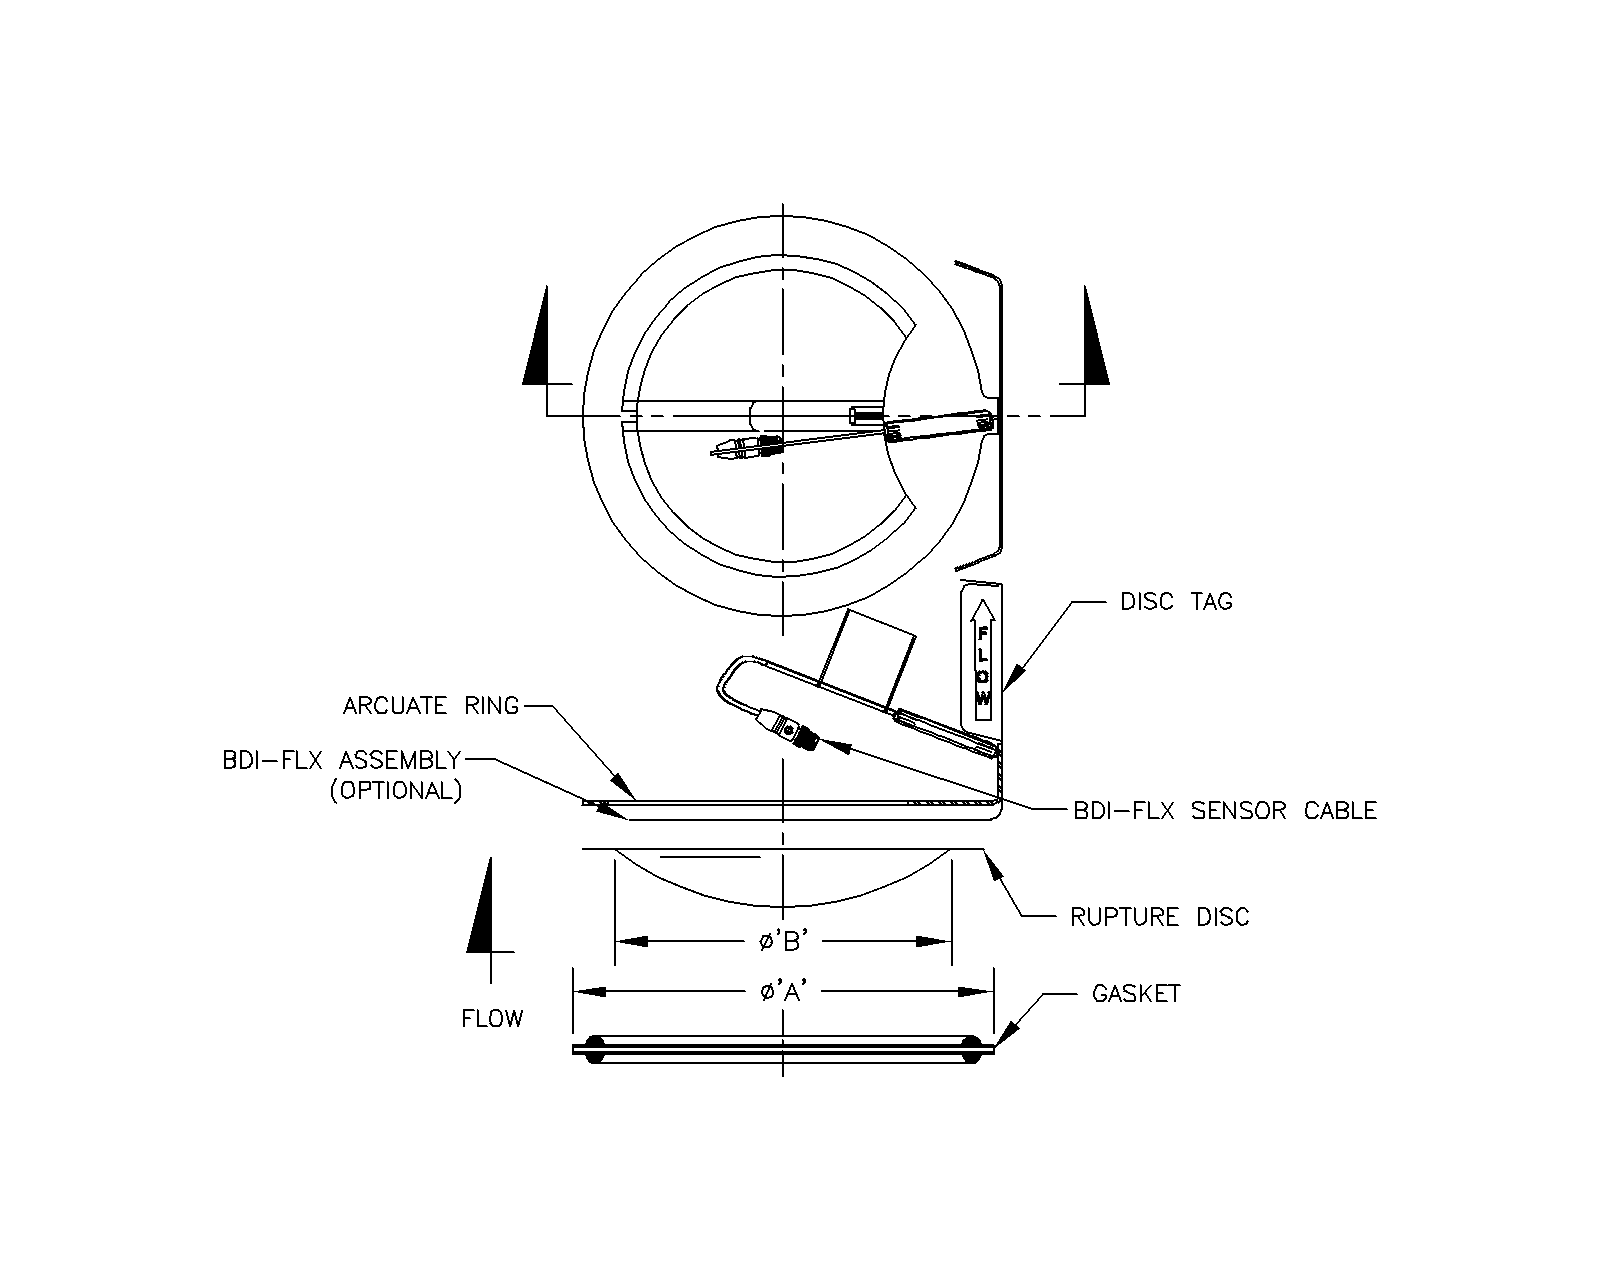 DISC TAG
FLOW
ARCUATE RING
BDI-FLX ASSEMBLY
(OPTIONAL)
BDI-FLX SENSOR CABLE
RUPTURE DISC
Ø'B'
Ø'A'
GASKET
FLOW